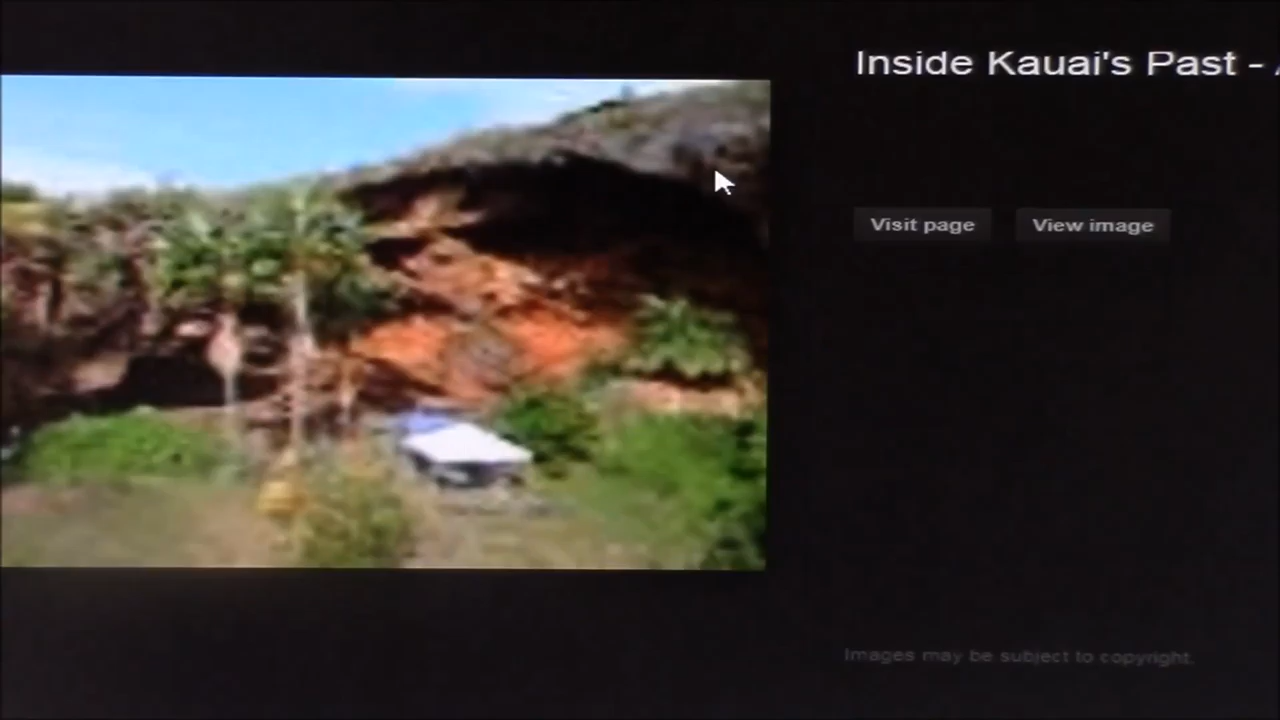 Inside Kauai's Past -
Visit page
View image
Images may be subject to copyright.